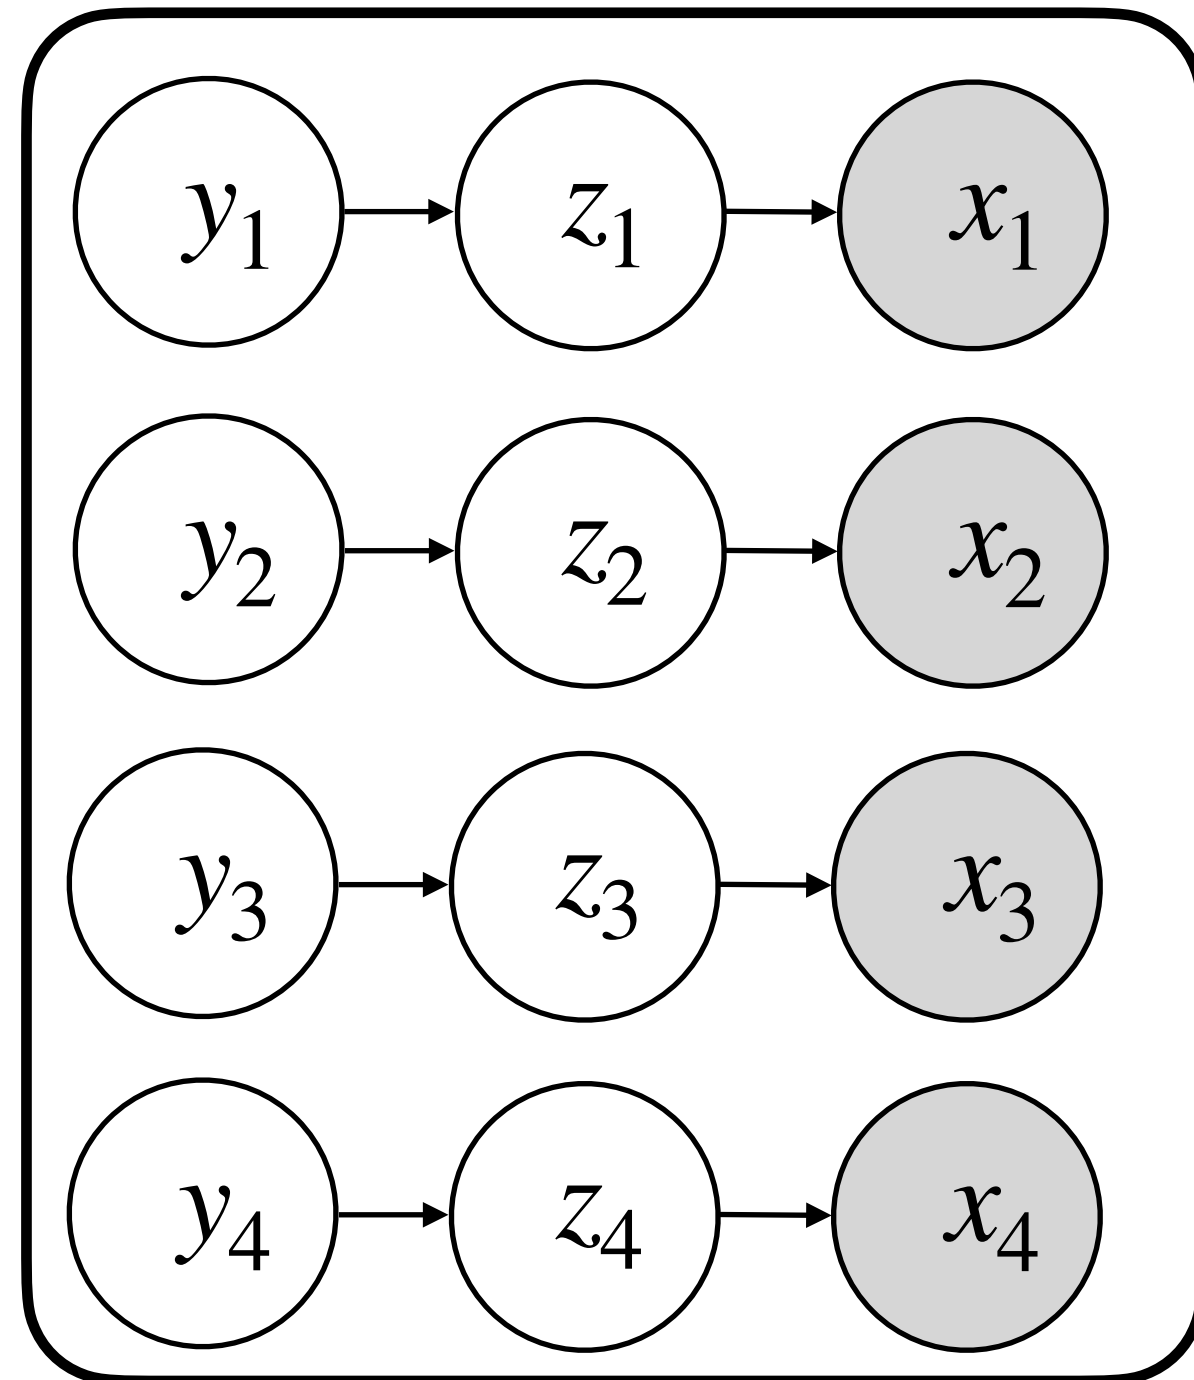 y₁ z₁ x₁
y₂ z₂ x₂
y₃ z₃ x₃
y₄ z₄ x₄